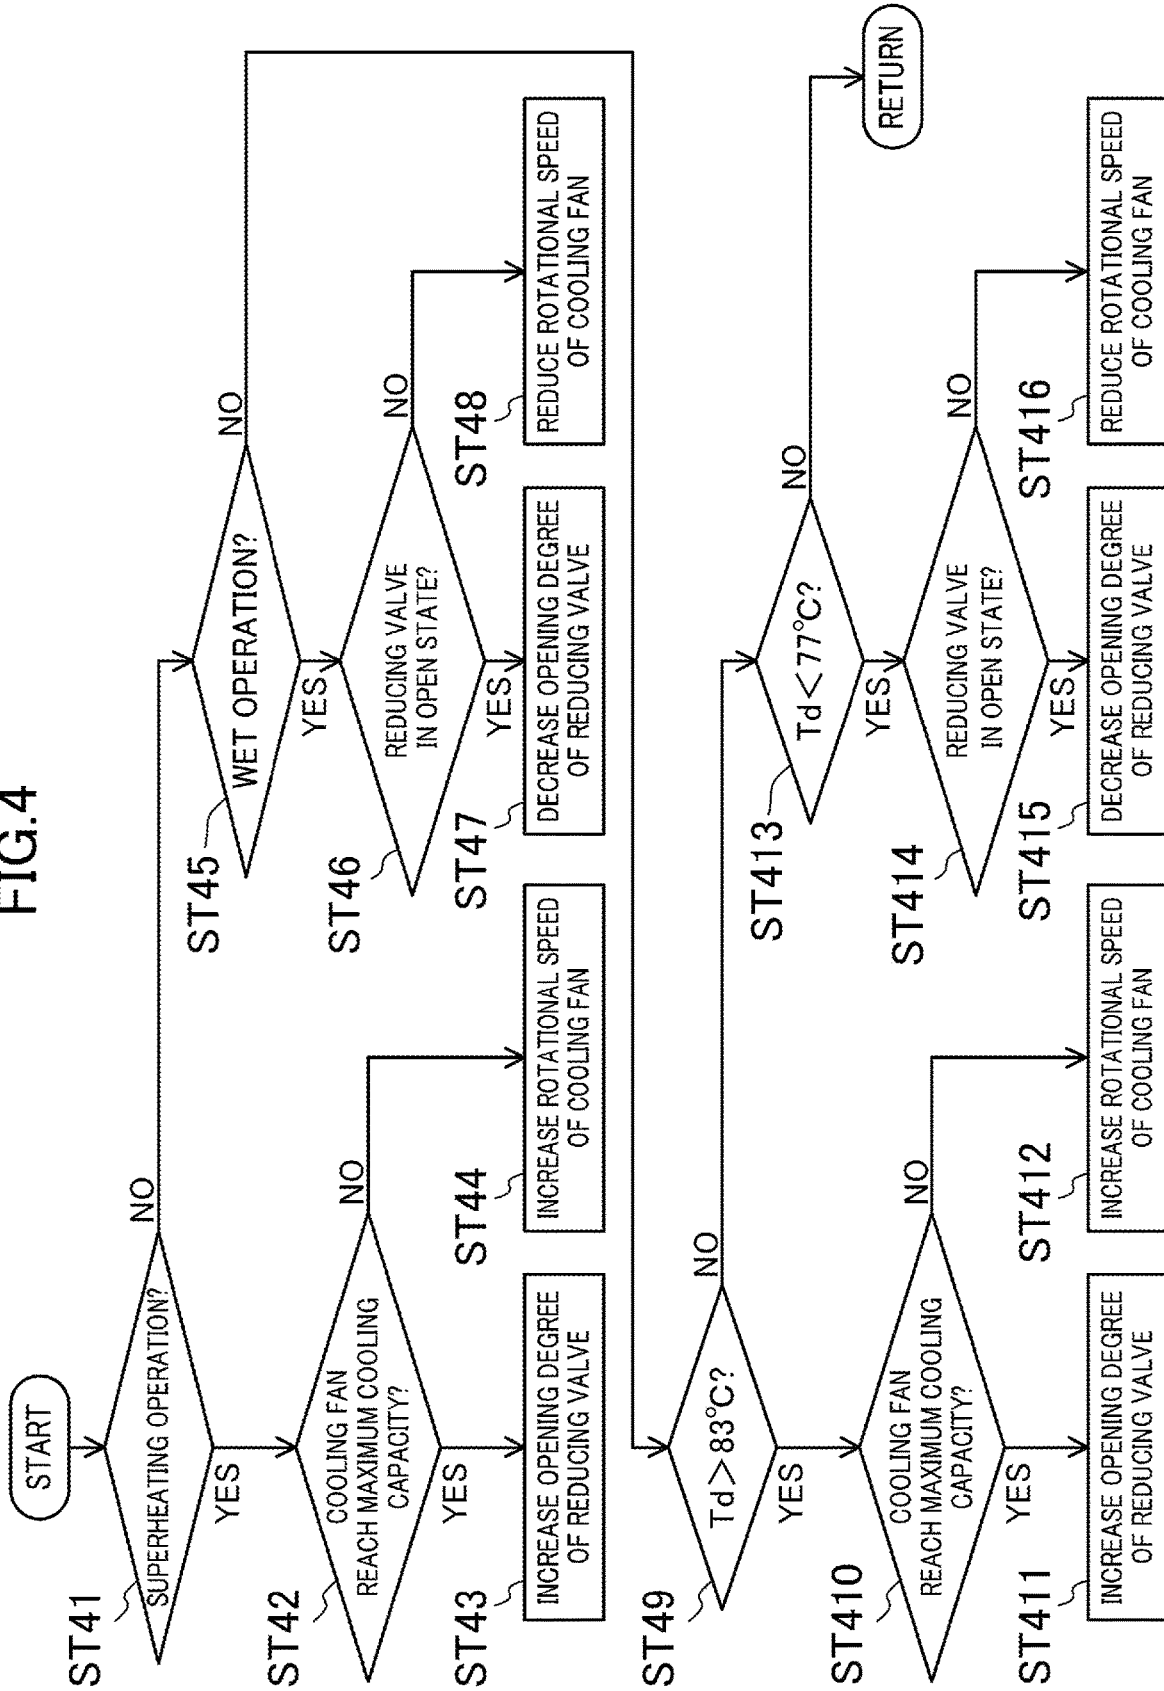 FIG.4
START
ST41
SUPERHEATING OPERATION?
YES
NO
ST42
COOLING FAN
REACH MAXIMUM COOLING
CAPACITY?
YES
NO
ST43
INCREASE OPENING DEGREE
OF REDUCING VALVE
ST44
INCREASE ROTATIONAL SPEED
OF COOLING FAN
ST45
WET OPERATION?
YES
NO
ST46
REDUCING VALVE
IN OPEN STATE?
YES
NO
ST47
DECREASE OPENING DEGREE
OF REDUCING VALVE
ST48
REDUCE ROTATIONAL SPEED
OF COOLING FAN
ST49
Td>83°C?
YES
NO
ST410
COOLING FAN
REACH MAXIMUM COOLING
CAPACITY?
YES
NO
ST411
INCREASE OPENING DEGREE
OF REDUCING VALVE
ST412
INCREASE ROTATIONAL SPEED
OF COOLING FAN
ST413
Td<77°C?
YES
NO
RETURN
ST414
REDUCING VALVE
IN OPEN STATE?
YES
NO
ST415
DECREASE OPENING DEGREE
OF REDUCING VALVE
ST416
REDUCE ROTATIONAL SPEED
OF COOLING FAN